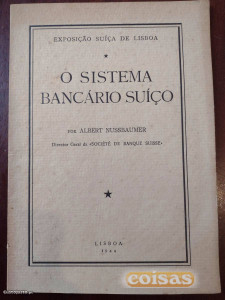 EXPOSIÇÃO SUÍÇA DE LISBOA
O SISTEMA
BANCÁRIO SUÍÇO
POR ALBERT NUSSBAUMER
Director Geral da «SOCIÉTÉ DE BANQUE SUISSE»
LISBOA
coisas